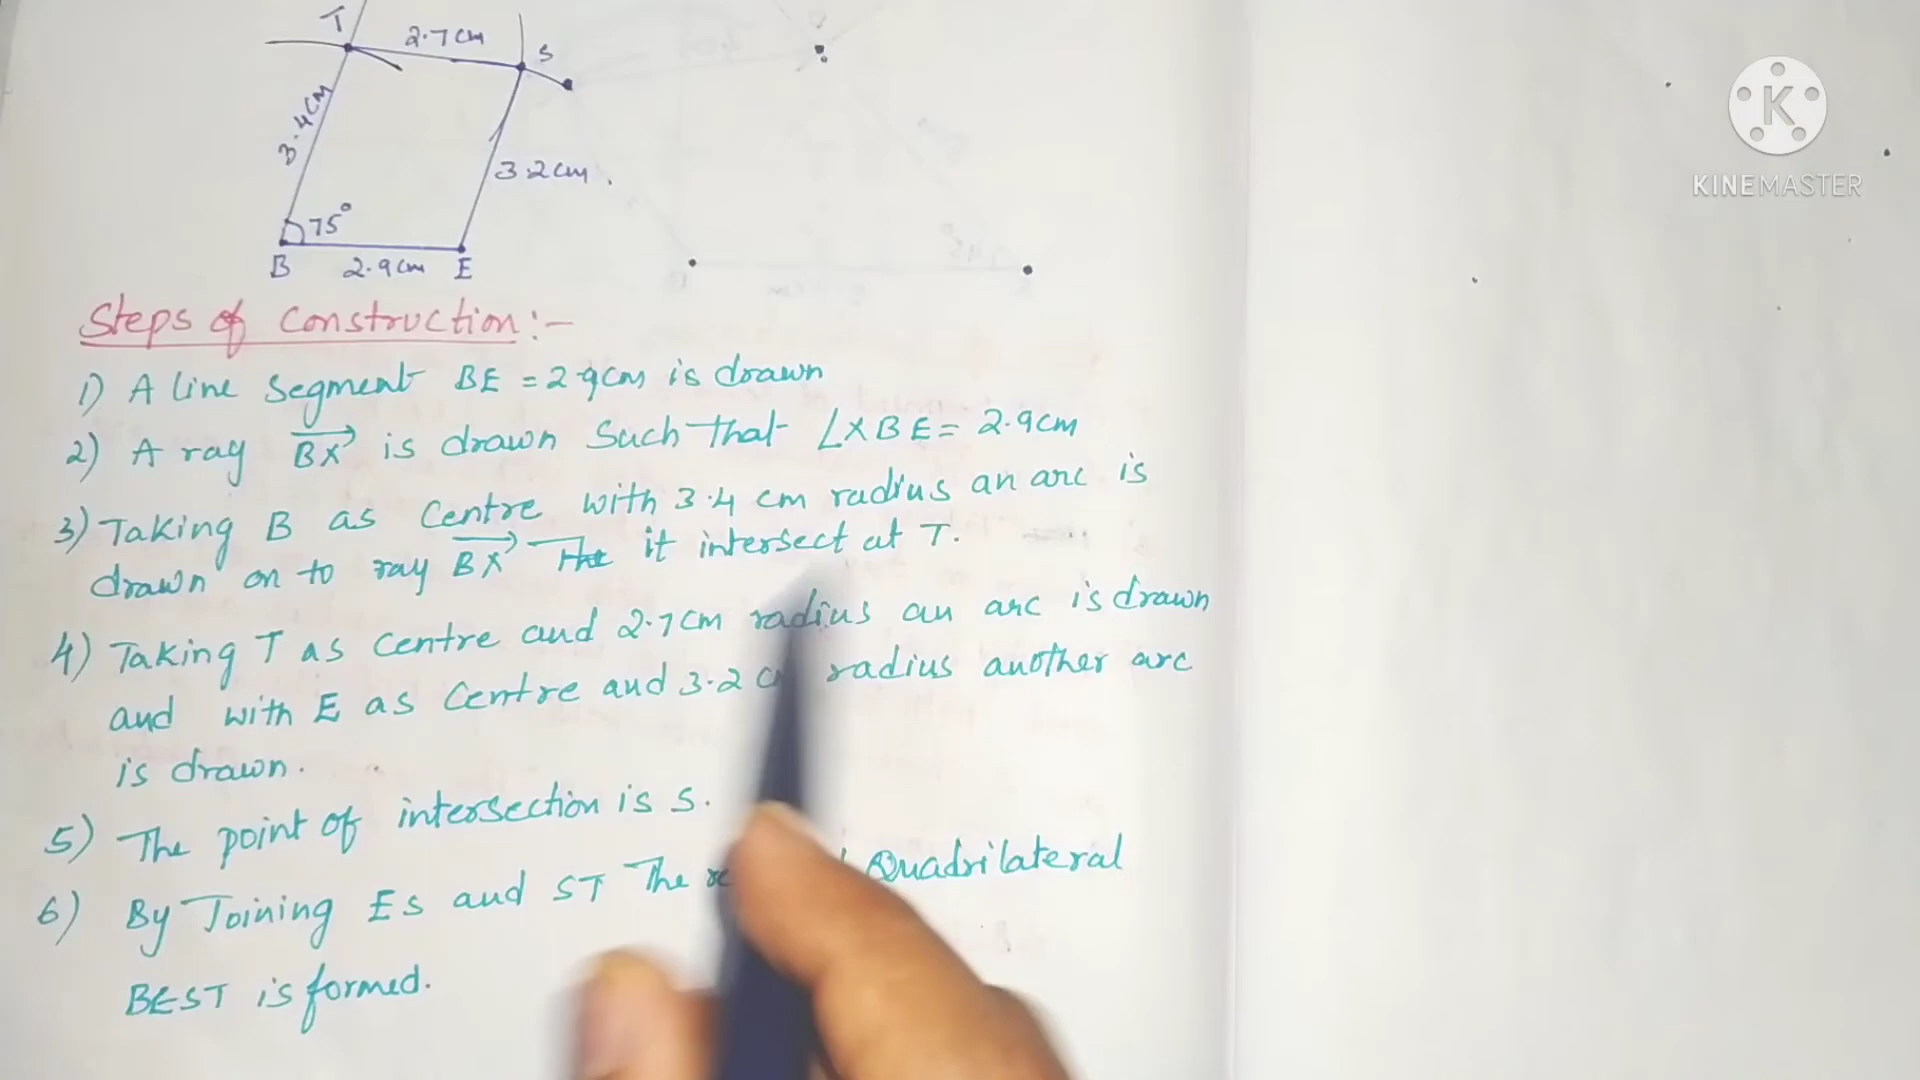 T
2.7cm
S
3.4CM
3.2cm.
75°
B
2.9cm
E
Steps of Construction:-
1) A line segment BE = 2.9cm is drawn
2) A ray BX is drawn such that ∠XBE = 2.9cm
3) Taking B as centre with 3.4 cm radius an arc is
drawn on to ray BX it intersect at T.
4) Taking T as centre and 2.7cm radius an arc is drawn
and with E as centre and 3.2 radius another arc
is drawn.
5) The point of intersection is s.
6) By Joining Es and ST The Quadrilateral
BEST is formed.
K
KINEMASTER